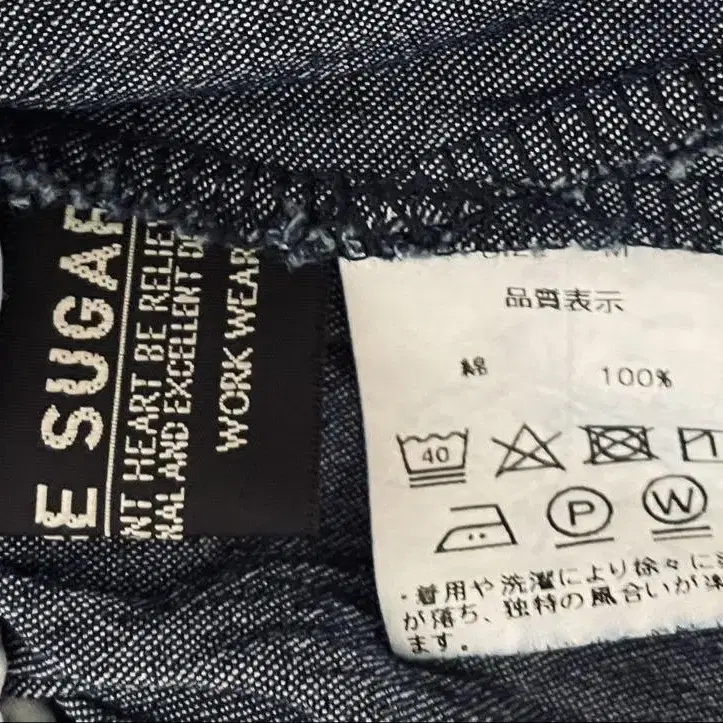 E SUGAR
NT HEART BE RELIE
NAL AND EXCELLENT D
WORK WEAR
M
品質表示
綿 100%
40
P W
・着用や洗濯により徐々に
が落ち、独特の風合いが
ます。